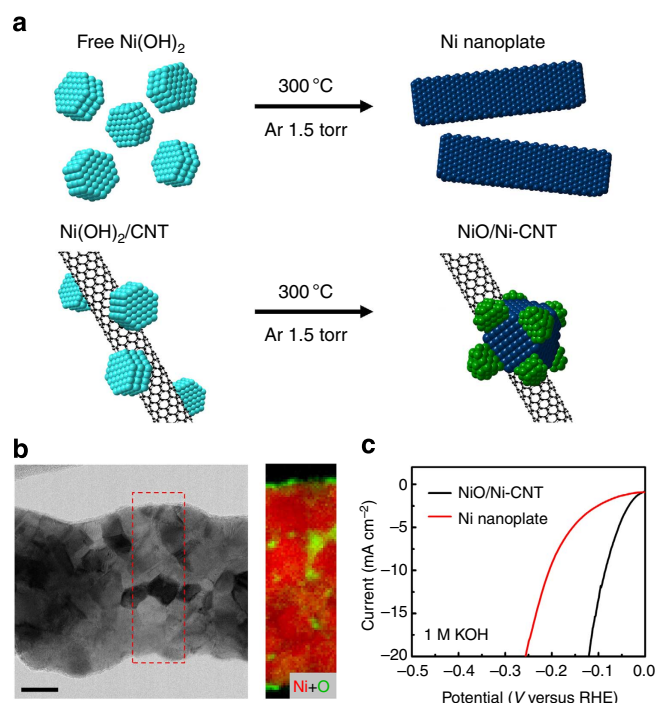 a
Free Ni(OH)2
300 °C
Ar 1.5 torr
Ni nanoplate
Ni(OH)2/CNT
300 °C
Ar 1.5 torr
NiO/Ni-CNT
b
Ni+O
c
NiO/Ni-CNT
Ni nanoplate
1 M KOH
Current (mA cm−2)
0
−5
−10
−15
−20
−0.5
−0.4
−0.3
−0.2
−0.1
0.0
Potential (V versus RHE)